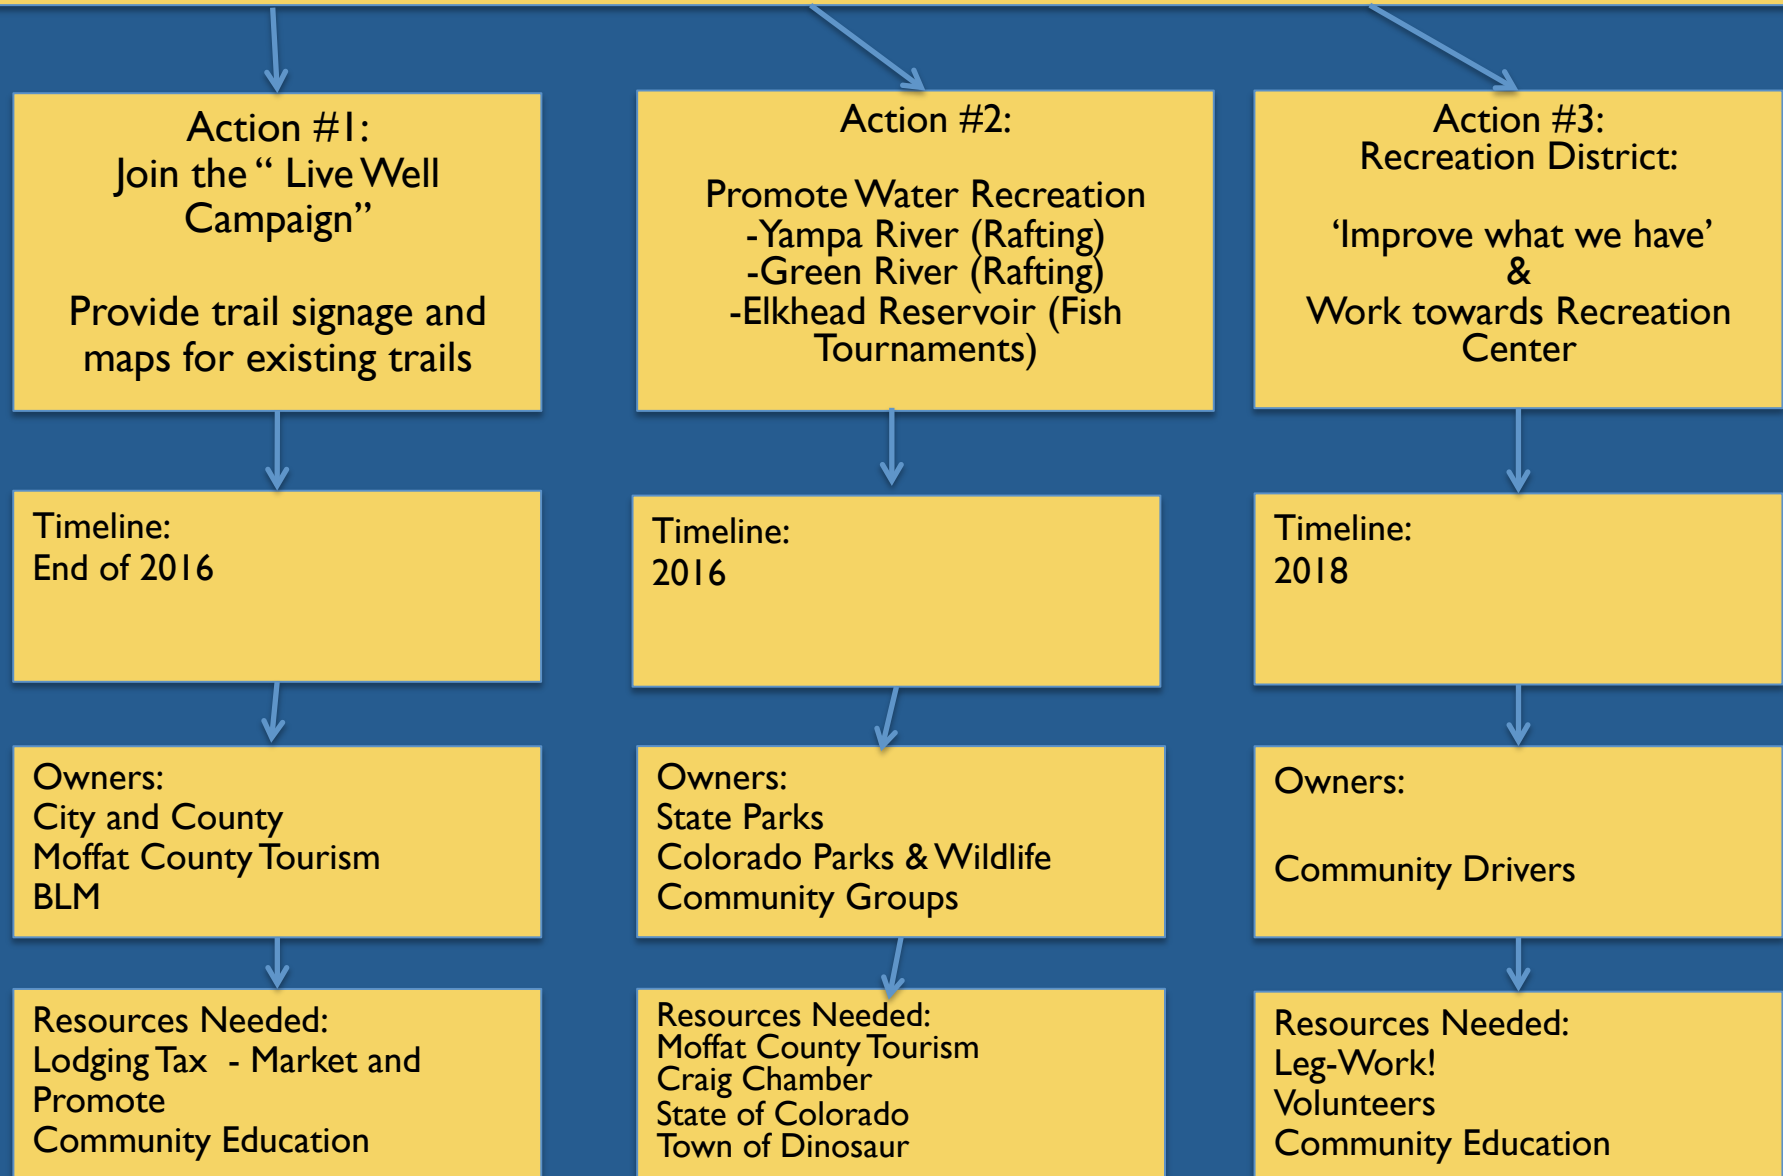 Action #1:
Join the “ Live Well
Campaign”
Provide trail signage and
maps for existing trails
Timeline:
End of 2016
Owners:
City and County
Moffat County Tourism
BLM
Resources Needed:
Lodging Tax  - Market and
Promote
Community Education
Action #2:
Promote Water Recreation
-Yampa River (Rafting)
-Green River (Rafting)
-Elkhead Reservoir (Fish
Tournaments)
Timeline:
2016
Owners:
State Parks
Colorado Parks & Wildlife
Community Groups
Resources Needed:
Moffat County Tourism
Craig Chamber
State of Colorado
Town of Dinosaur
Action #3:
Recreation District:
‘Improve what we have’
&
Work towards Recreation
Center
Timeline:
2018
Owners:
Community Drivers
Resources Needed:
Leg-Work!
Volunteers
Community Education